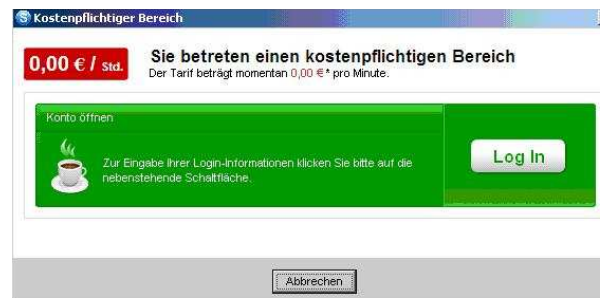 Kostenpflichtiger Bereich
0,00 € / Std.
Sie betreten einen kostenpflichtigen Bereich
Der Tarif beträgt momentan 0,00 €* pro Minute.
Konto öffnen
Zur Eingabe Ihrer Login-Informationen klicken Sie bitte auf die
nebenstehende Schaltfläche.
Log In
Abbrechen